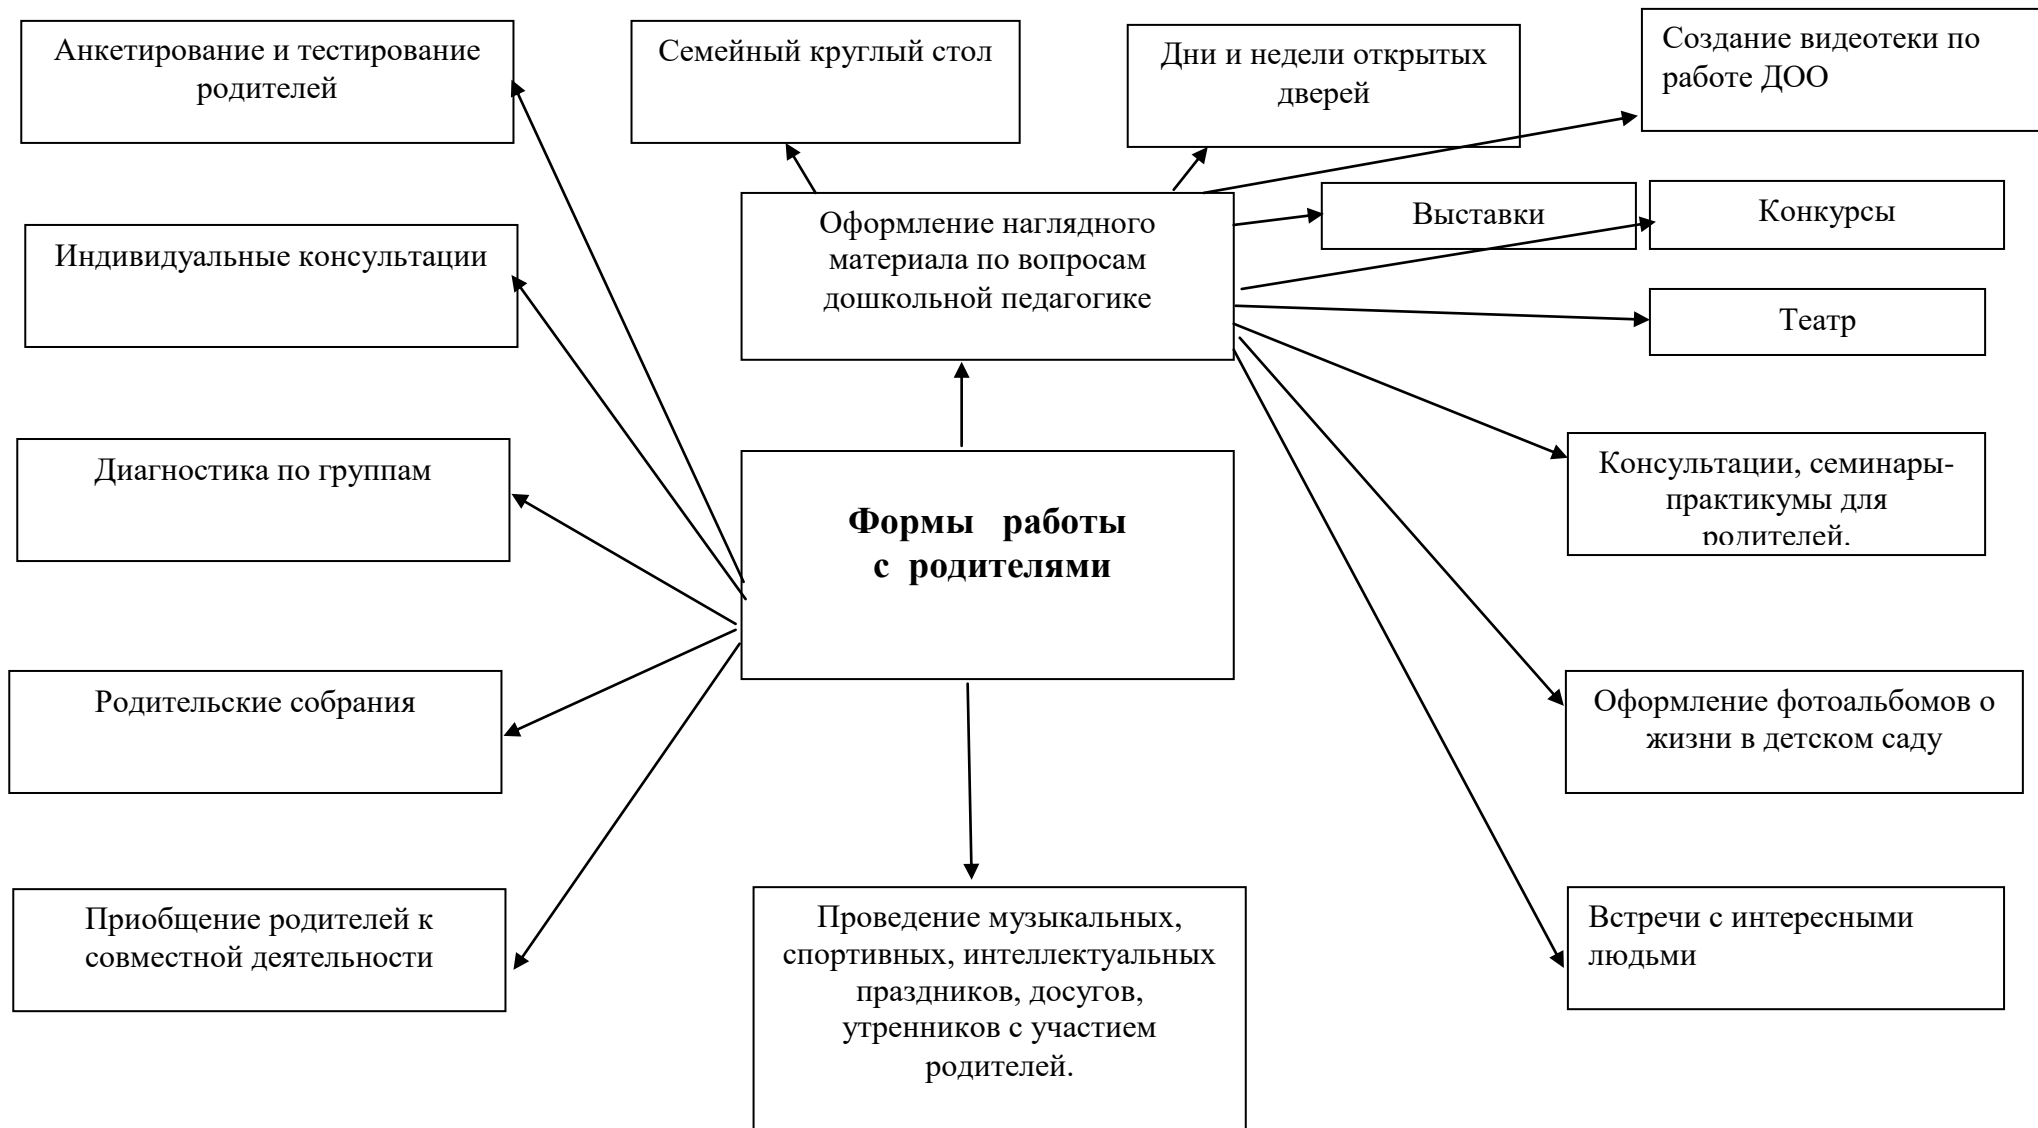 Анкетирование и тестирование
родителей
Семейный круглый стол
Дни и недели открытых
дверей
Создание видеотеки по
работе ДОО
Индивидуальные консультации
Оформление наглядного
материала по вопросам
дошкольной педагогике
Выставки
Конкурсы
Театр
Диагностика по группам
Формы работы
с родителями
Консультации, семинары-
практикумы для
родителей.
Родительские собрания
Оформление фотоальбомов о
жизни в детском саду
Приобщение родителей к
совместной деятельности
Проведение музыкальных,
спортивных, интеллектуальных
праздников, досугов,
утренников с участием
родителей.
Встречи с интересными
людьми